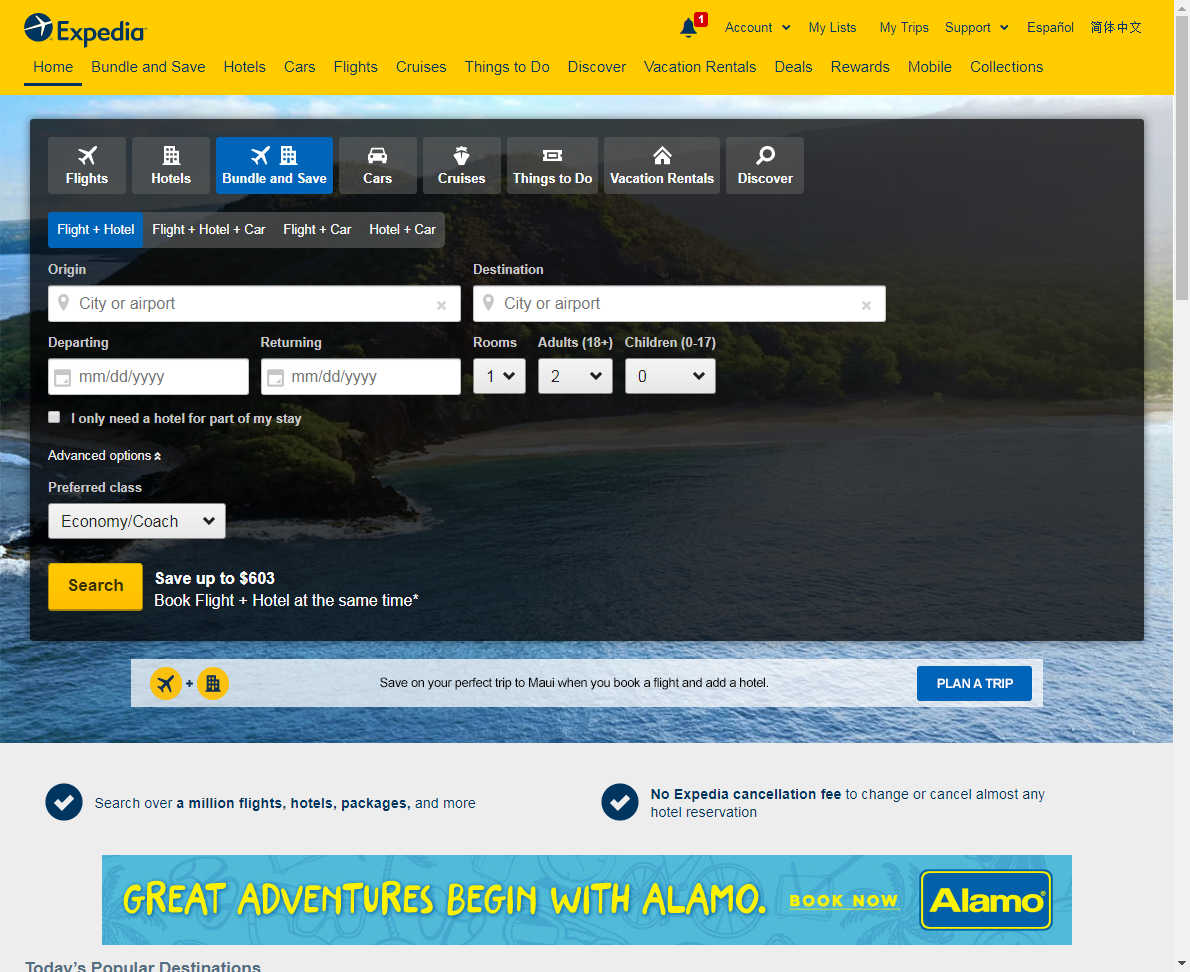 Expedia
1
Account
My Lists
My Trips
Support
Español
简体中文
Home
Bundle and Save
Hotels
Cars
Flights
Cruises
Things to Do
Discover
Vacation Rentals
Deals
Rewards
Mobile
Collections
Flights
Hotels
Bundle and Save
Cars
Cruises
Things to Do
Vacation Rentals
Discover
Flight + Hotel
Flight + Hotel + Car
Flight + Car
Hotel + Car
Origin
Destination
City or airport
City or airport
Departing
Returning
Rooms
Adults (18+)
Children (0-17)
mm/dd/yyyy
mm/dd/yyyy
1
2
0
I only need a hotel for part of my stay
Advanced options
Preferred class
Economy/Coach
Search
Save up to $603
Book Flight + Hotel at the same time*
Save on your perfect trip to Maui when you book a flight and add a hotel.
PLAN A TRIP
Search over a million flights, hotels, packages, and more
No Expedia cancellation fee to change or cancel almost any
hotel reservation
GREAT ADVENTURES BEGIN WITH ALAMO.
BOOK NOW
Alamo
Today's Popular Destinations